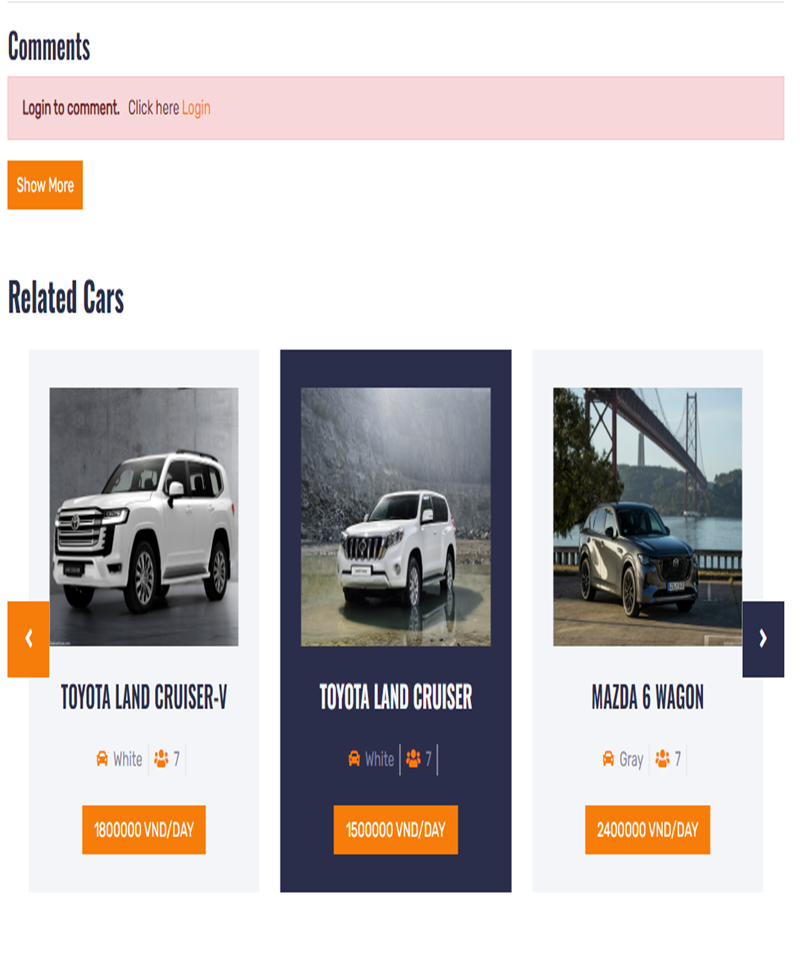 Comments
Login to comment. Click here Login
Show More
Related Cars
TOYOTA LAND CRUISER-V
White 7
1800000 VND/DAY
TOYOTA LAND CRUISER
White 7
1500000 VND/DAY
MAZDA 6 WAGON
Gray 7
2400000 VND/DAY